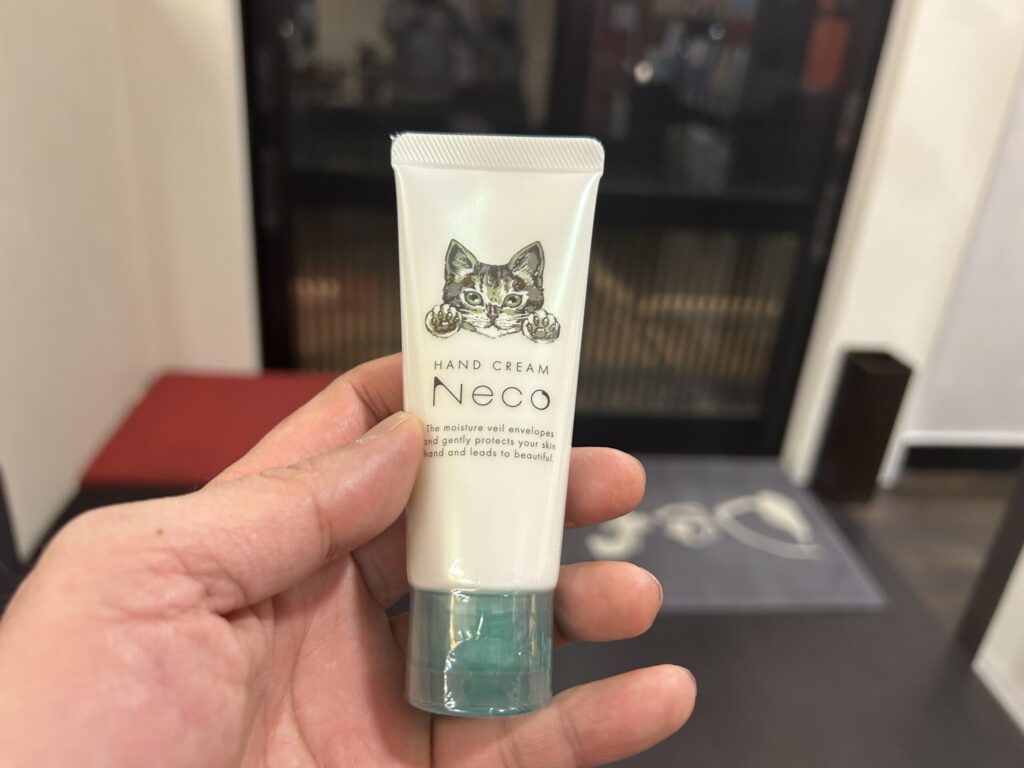 HAND CREAM
Neco
The moisture veil envelopes
and gently protects your skin
hand and leads to beautiful.